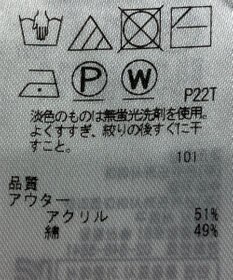 P W
P22T
淡色のものは無蛍光洗剤を使用。
よくすすぎ、絞りの後すぐに干
すこと。
101
品質
アウター
アクリル 51%
綿 49%